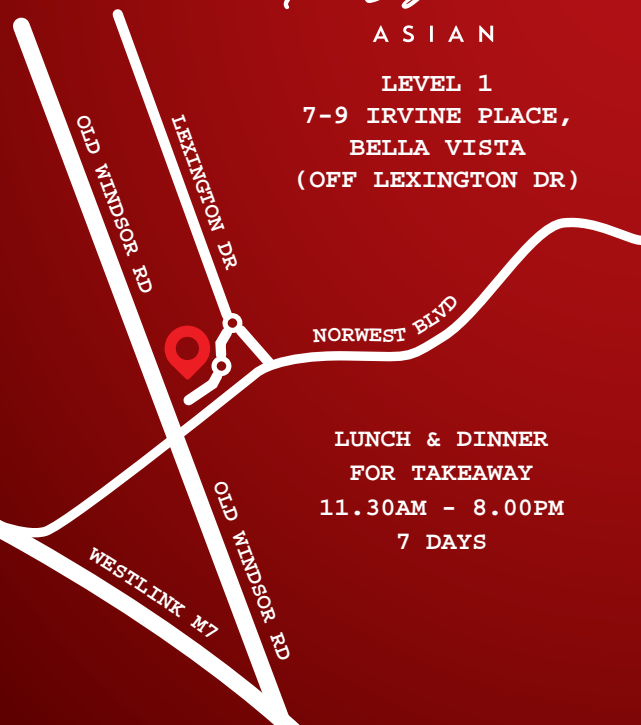 ASIAN
LEVEL 1
7-9 IRVINE PLACE,
BELLA VISTA
(OFF LEXINGTON DR)
OLD WINDSOR RD
LEXINGTON DR
NORWEST BLVD
LUNCH & DINNER
FOR TAKEAWAY
11.30AM - 8.00PM
7 DAYS
OLD WINDSOR RD
WESTLINK M7